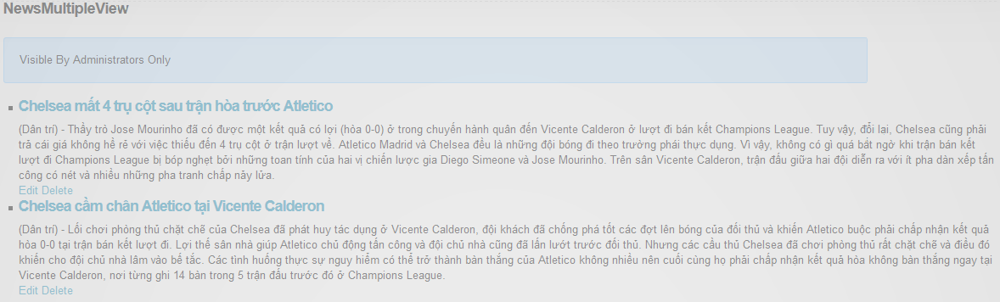 NewsMultipleView
Visible By Administrators Only
Chelsea mất 4 trụ cột sau trận hòa trước Atletico
(Dân trí) - Thầy trò Jose Mourinho đã có được một kết quả có lợi (hòa 0-0) ở trong chuyến hành quân đến Vicente Calderon ở lượt đi bán kết Champions League. Tuy vậy, đổi lại, Chelsea cũng phải
trả cái giá không hề rẻ với việc thiếu đến 4 trụ cột ở trận lượt về. Atletico Madrid và Chelsea đều là những đội bóng đi theo trường phái thực dụng. Vì vậy, không có gì quá bất ngờ khi trận bán kết
lượt đi Champions League bị bóp nghẹt bởi những toan tính của hai vị chiến lược gia Diego Simeone và Jose Mourinho. Trên sân Vicente Calderon, trận đấu giữa hai đội diễn ra với ít pha dàn xếp tấn
công có nét và nhiều những pha tranh chấp nảy lửa.
Edit Delete
Chelsea cầm chân Atletico tại Vicente Calderon
(Dân trí) - Lối chơi phòng thủ chặt chẽ của Chelsea đã phát huy tác dụng ở Vicente Calderon, đội khách đã chống phá tốt các đợt lên bóng của đối thủ và khiến Atletico buộc phải chấp nhận kết quả
hòa 0-0 tại trận bán kết lượt đi. Lợi thế sân nhà giúp Atletico chủ động tấn công và đội chủ nhà cũng đã lấn lướt trước đối thủ. Nhưng các cầu thủ Chelsea đã chơi phòng thủ rất chặt chẽ và điều đó
khiến cho đội chủ nhà lâm vào bế tắc. Các tình huống thực sự nguy hiểm có thể trở thành bàn thắng của Atletico không nhiều nên cuối cùng họ phải chấp nhận kết quả hòa không bàn thắng ngay tại
Vicente Calderon, nơi từng ghi 14 bàn trong 5 trận đấu trước đó ở Champions League.
Edit Delete